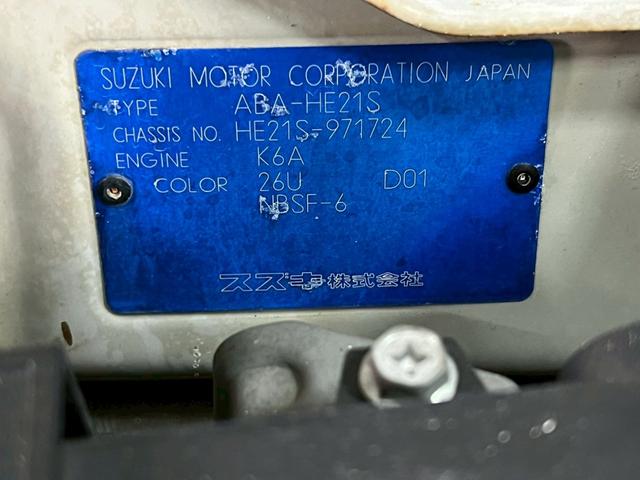 SUZUKI MOTOR CORPORATION JAPAN
TYPE ABA-HE21S
CHASSIS NO. HE21S-971724
ENGINE K6A
COLOR 26U D01
NBSF-6
スズキ株式会社